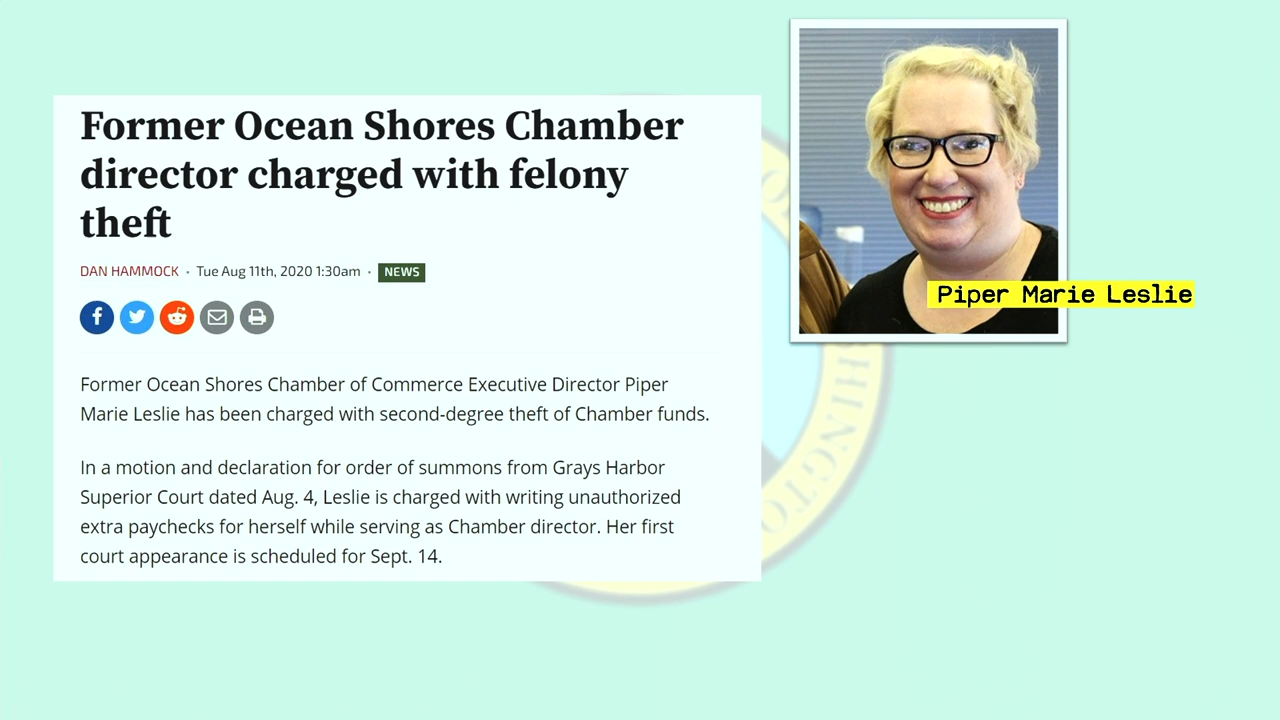 Former Ocean Shores Chamber
director charged with felony
theft
DAN HAMMOCK • Tue Aug 11th, 2020 1:30am • NEWS
Former Ocean Shores Chamber of Commerce Executive Director Piper
Marie Leslie has been charged with second-degree theft of Chamber funds.
In a motion and declaration for order of summons from Grays Harbor
Superior Court dated Aug. 4, Leslie is charged with writing unauthorized
extra paychecks for herself while serving as Chamber director. Her first
court appearance is scheduled for Sept. 14.
Piper Marie Leslie